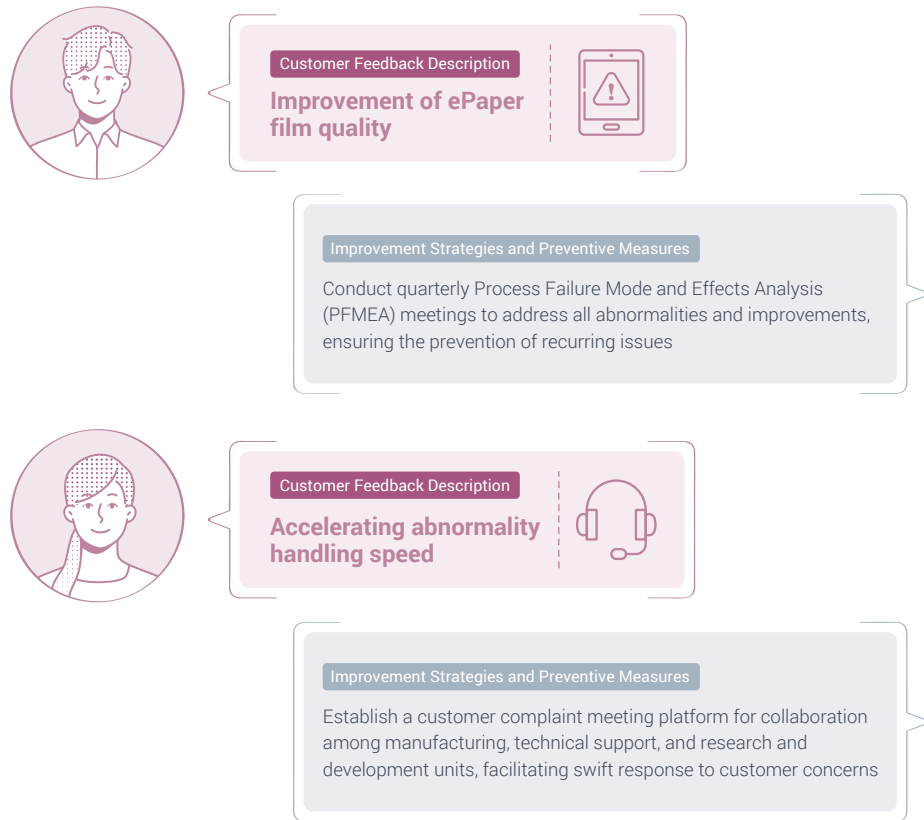 Customer Feedback Description
Improvement of ePaper
film quality
Improvement Strategies and Preventive Measures
Conduct quarterly Process Failure Mode and Effects Analysis
(PFMEA) meetings to address all abnormalities and improvements,
ensuring the prevention of recurring issues
Customer Feedback Description
Accelerating abnormality
handling speed
Improvement Strategies and Preventive Measures
Establish a customer complaint meeting platform for collaboration
among manufacturing, technical support, and research and
development units, facilitating swift response to customer concerns